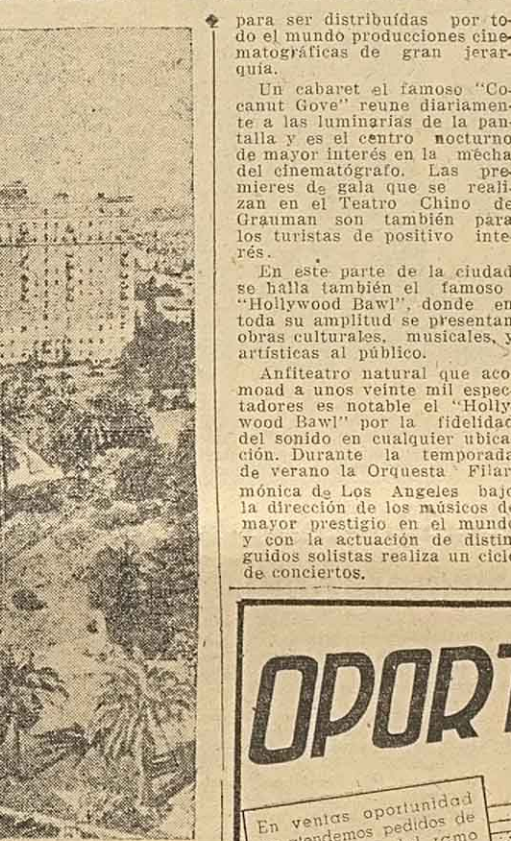 para ser distribuídas por to-
do el mundo producciones cine-
matográficas de gran jerar-
quía.
Un cabaret el famoso “Co-
canut Gove” reune diariamen-
te a las luminarias de la pan-
talla y es el centro nocturno
de mayor interés en la mécha
del cinematógrafo. Las pre-
mieres de gala que se reali-
zan en el Teatro Chino de
Grauman son también para
los turistas de positivo inte-
rés.
En este parte de la ciudad
se halla también el famoso
“Hollywood Bawl”, donde en
toda su amplitud se presentan
obras culturales, musicales, y
artísticas al público.
Anfiteatro natural que aco
moad a unos veinte mil espec
tadores es notable el “Holly
wood Bawl” por la fidelidad
del sonido en cualquier ubica
ción. Durante la temporada
de verano la Orquesta Filar
mónica de Los Angeles bajo
la dirección de los músicos de
mayor prestigio en el mundo
y con la actuación de distin
guidos solistas realiza un ciclo
de conciertos.
OPORT
En ventas oportunidad
atendemos pedidos de
ramo